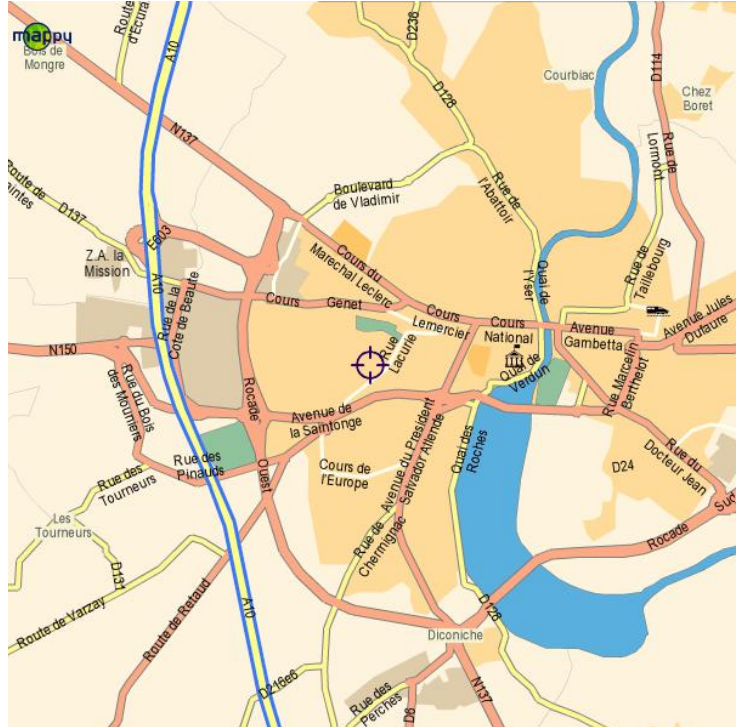 Route
d'Ecura
D236
A10
mappy
Bois de
Mongre
Courbiac
D114
Chez
Boret
D128
N137
Rue de
Lormont
Route de
aintes
D137
Boulevard
de Vladimir
Rue de
l'Abattoir
E603
Z.A. la
Mission
Cours du
Marechal Leclerc
Quai de
l'Yser
Rue de
Taillebourg
A10
Rue de la
Cote de Beaute
Cours Genet
Cours
Lemercier
Cours
National
Avenue
Gambetta
Avenue Jules
Dufaure
N150
Rue
Lacurie
Quai de
Verdun
Rue Marcelin
Berthelot
Rue du Bois
des Mouniers
Rocade
Ouest
Avenue de
la Saintonge
Avenue du President
Salvador Allende
Quai des
Roches
Rue du
Docteur Jean
D24
Rue des
Pinauds
Rue des
Tourneurs
Cours de
l'Europe
Rue de
Chermignac
Les
Tourneurs
Rocade
Sud
D131
Route de Varzay
Route de Retaud
A10
D128
Diconiche
D216e6
Rue des
Perches
D6
N137